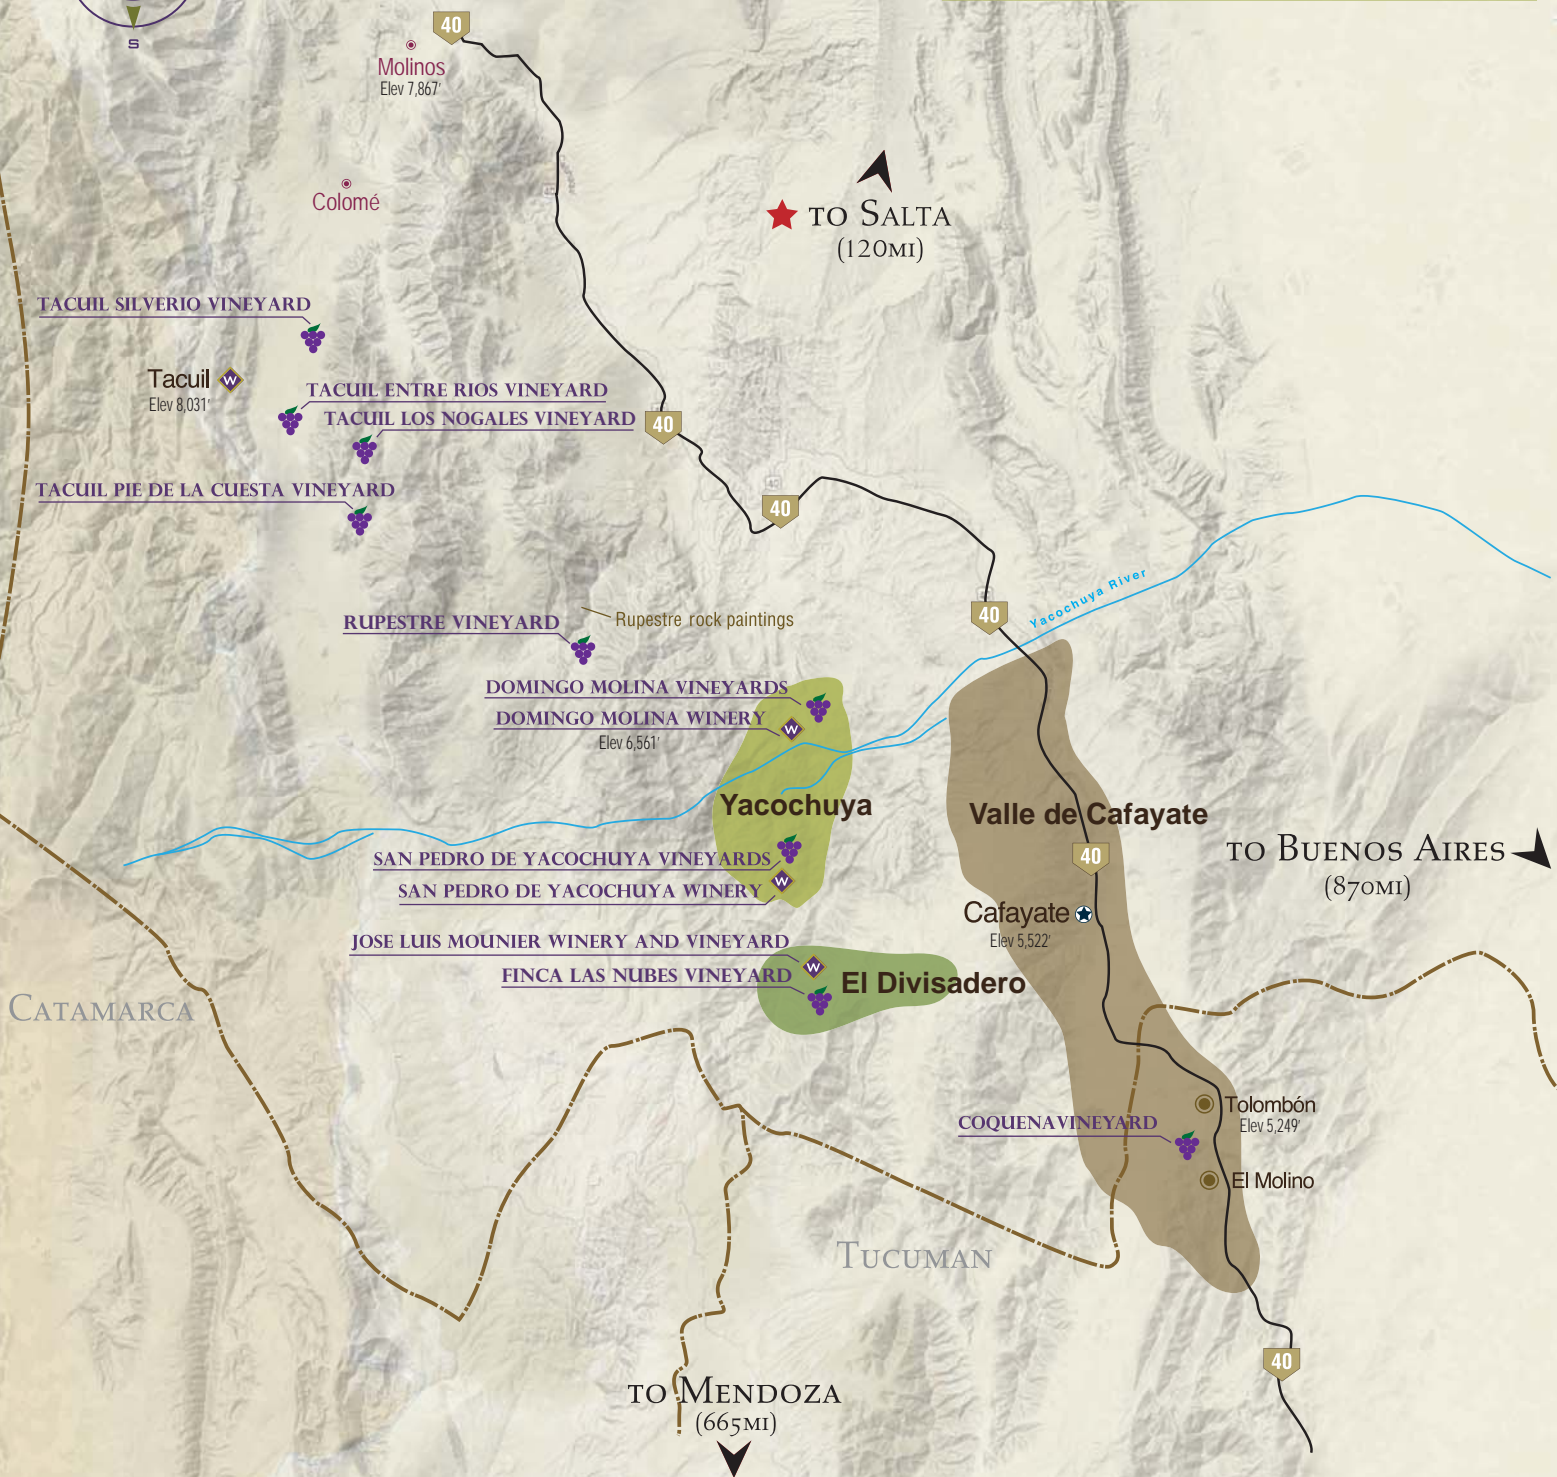 S
40
Molinos
Elev 7,867'
Colomé
TO SALTA
(120MI)
TACUIL SILVERIO VINEYARD
Tacuil W
Elev 8,031'
TACUIL ENTRE RIOS VINEYARD
TACUIL LOS NOGALES VINEYARD
40
TACUIL PIE DE LA CUESTA VINEYARD
40
40
Yacochuya River
40
Rupestre rock paintings
RUPESTRE VINEYARD
DOMINGO MOLINA VINEYARDS
DOMINGO MOLINA WINERY W
Elev 6,561'
Yacochuya
Valle de Cafayate
TO BUENOS AIRES
(870MI)
40
SAN PEDRO DE YACOCHUYA VINEYARDS
SAN PEDRO DE YACOCHUYA WINERY W
Cafayate
Elev 5,522'
JOSE LUIS MOUNIER WINERY AND VINEYARD W
FINCA LAS NUBES VINEYARD
El Divisadero
CATAMARCA
Tolombón
Elev 5,249'
COQUENA VINEYARD
El Molino
TUCUMAN
40
TO MENDOZA
(665MI)